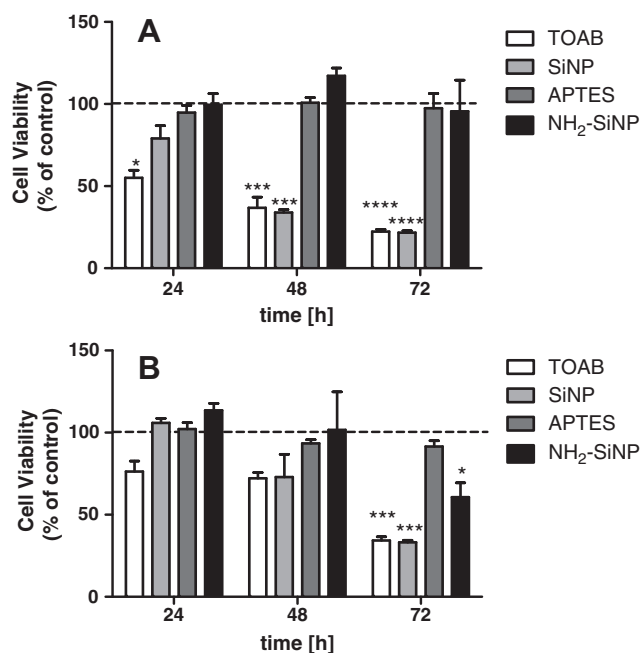 A
Cell Viability
(% of control)
150
100
50
0
*
***
***
****
****
24
48
72
time [h]
TOAB
SiNP
APTES
NH2-SiNP
B
Cell Viability
(% of control)
150
100
50
0
***
***
*
24
48
72
time [h]
TOAB
SiNP
APTES
NH2-SiNP